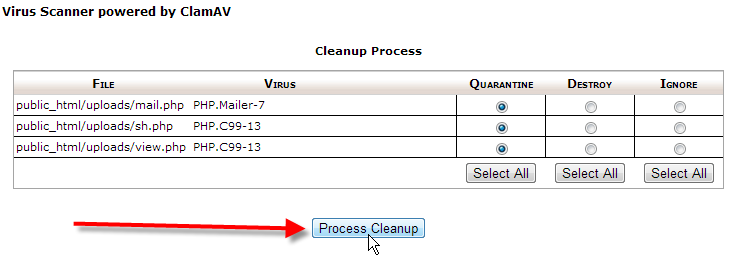 Virus Scanner powered by ClamAV
Cleanup Process
File Virus Quarantine Destroy Ignore
public_html/uploads/mail.php PHP.Mailer-7
public_html/uploads/sh.php PHP.C99-13
public_html/uploads/view.php PHP.C99-13
Select All Select All Select All
Process Cleanup